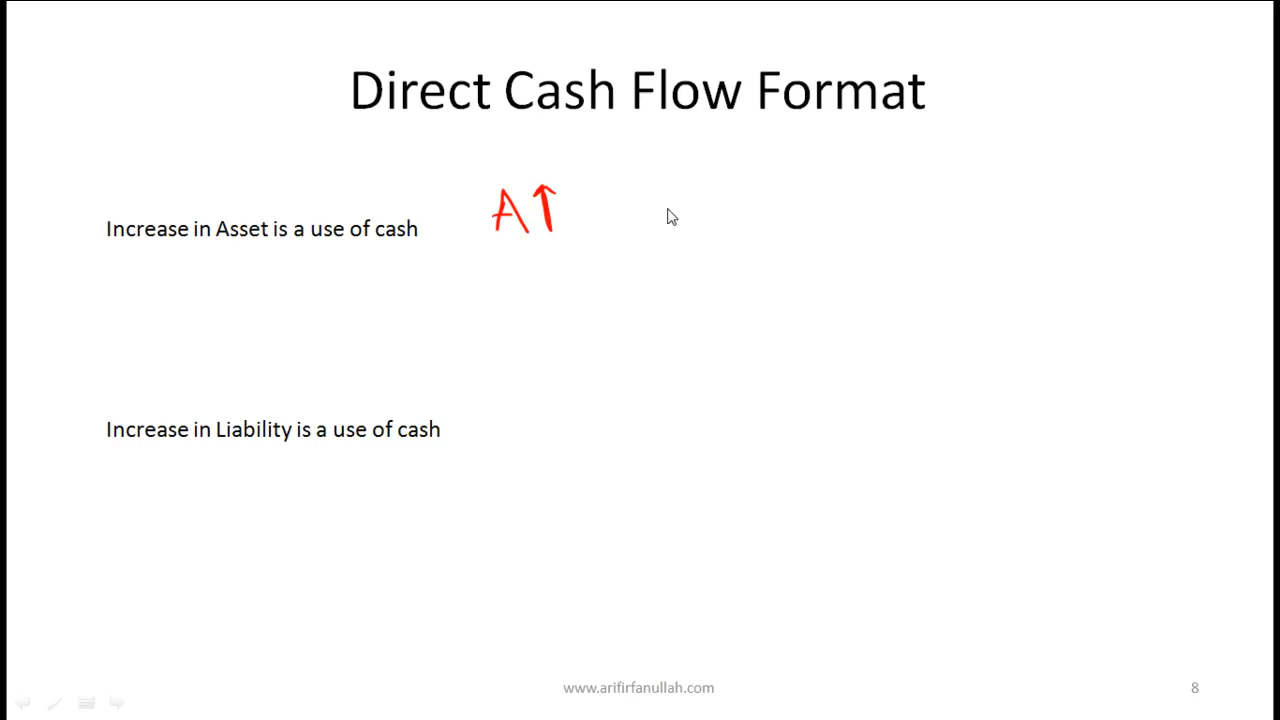 Direct Cash Flow Format
Increase in Asset is a use of cash A↑
Increase in Liability is a use of cash
www.arifirfanullah.com 8